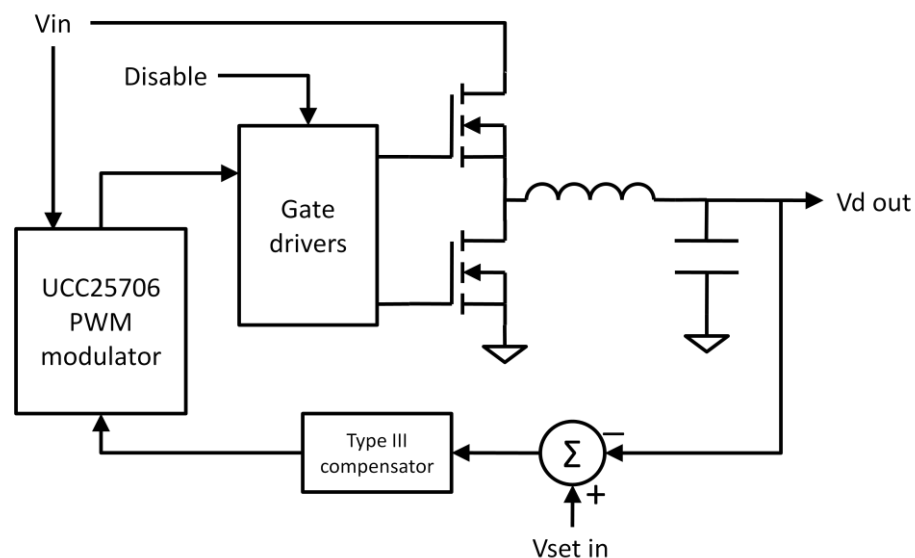 Vin
Disable
Gate
drivers
Vd out
UCC25706
PWM
modulator
Type III
compensator
Σ
−
+
Vset in